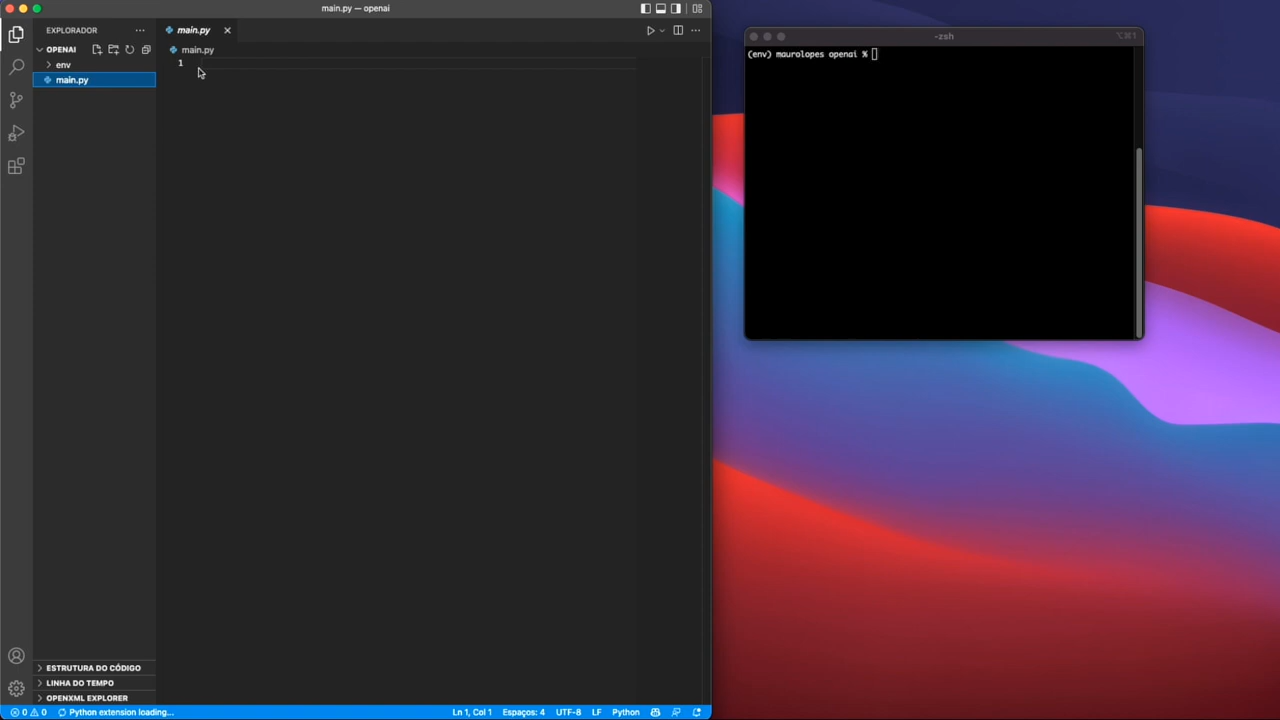 main.py — openai
EXPLORADOR
main.py
OPENAI
main.py
env
1
main.py
ESTRUTURA DO CÓDIGO
LINHA DO TEMPO
OPENXML EXPLORER
0 0 Python extension loading...
Ln 1, Col 1 Espaços: 4 UTF-8 LF Python
-zsh
⌥⌘1
(env) maurolopes openai %